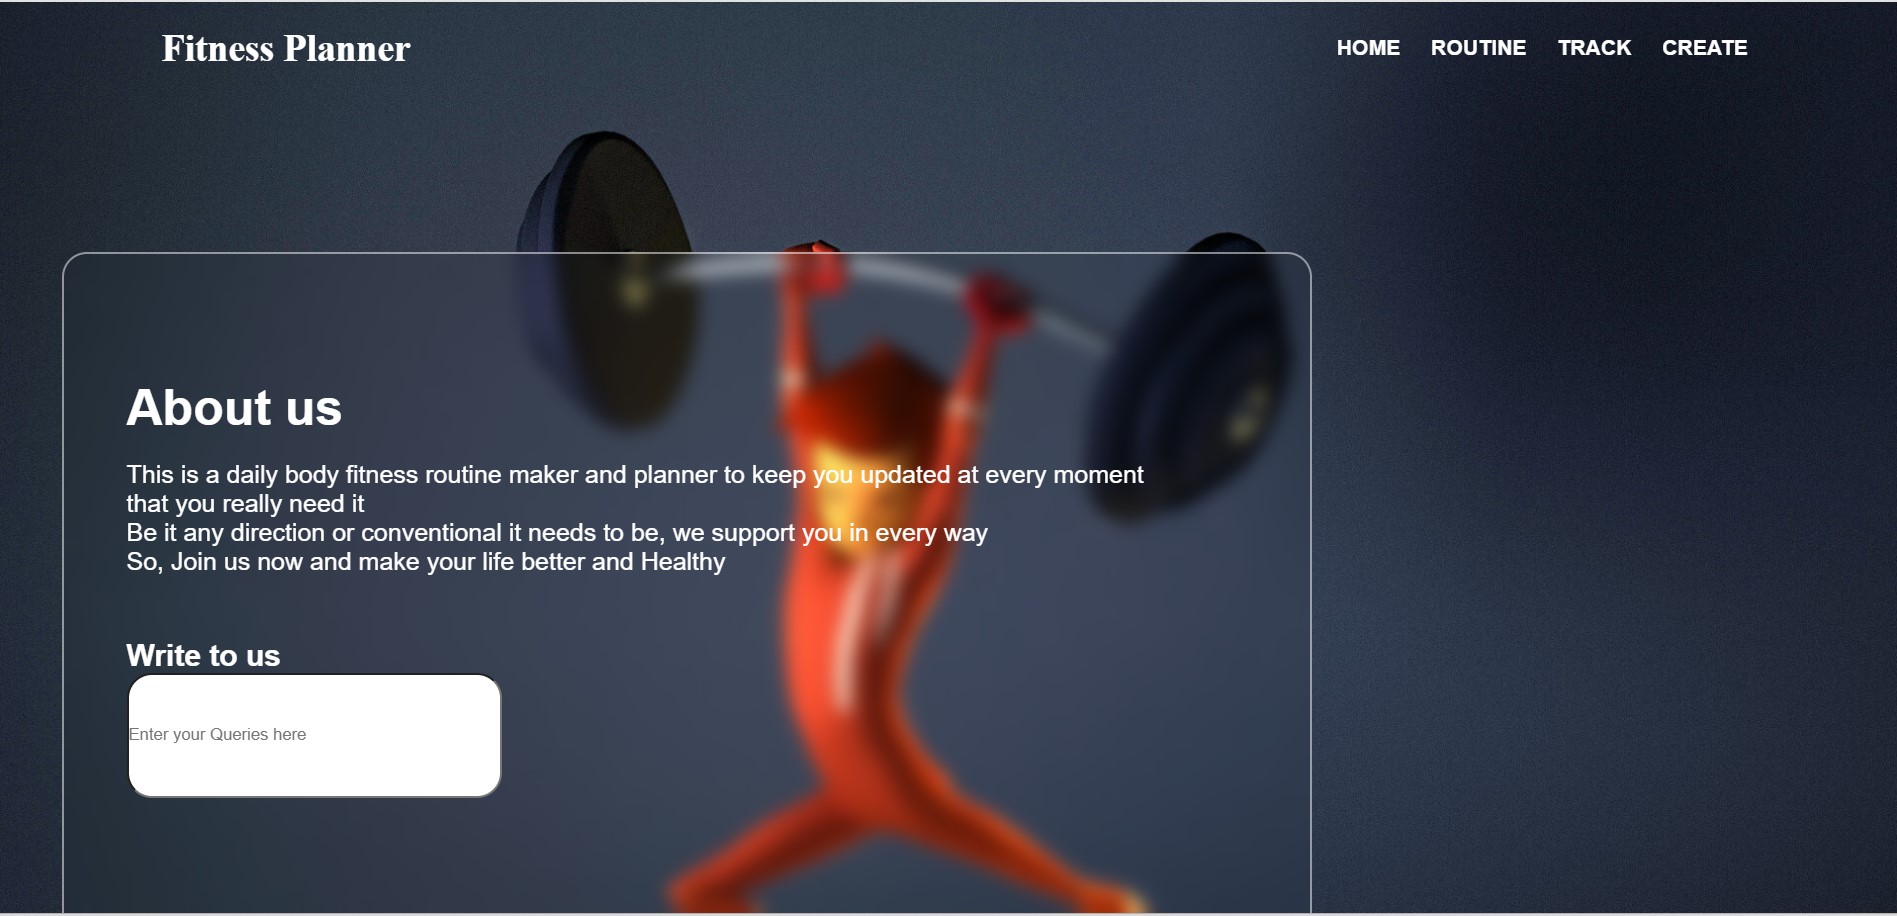 Fitness Planner
HOME ROUTINE TRACK CREATE
About us
This is a daily body fitness routine maker and planner to keep you updated at every moment
that you really need it
Be it any direction or conventional it needs to be, we support you in every way
So, Join us now and make your life better and Healthy
Write to us
Enter your Queries here